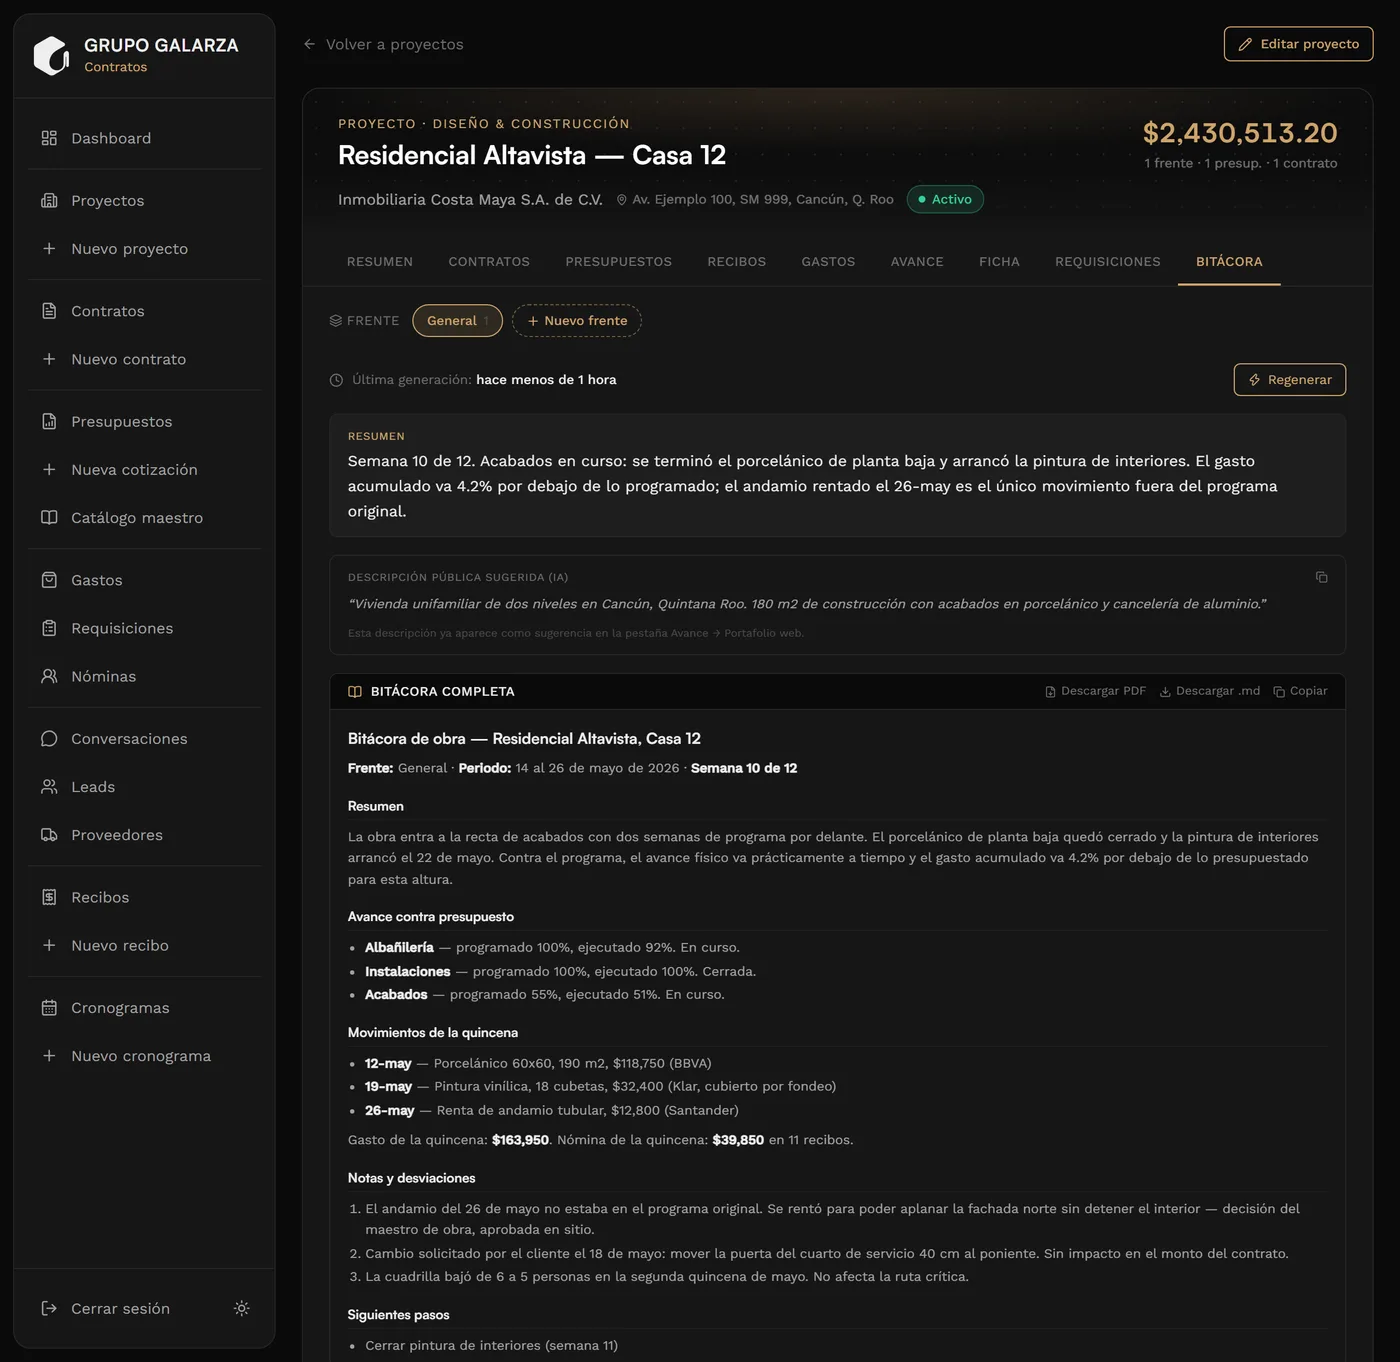 GRUPO GALARZA
Contratos
Dashboard
Proyectos
Nuevo proyecto
Contratos
Nuevo contrato
Presupuestos
Nueva cotización
Catálogo maestro
Gastos
Requisiciones
Nóminas
Conversaciones
Leads
Proveedores
Recibos
Nuevo recibo
Cronogramas
Nuevo cronograma
Cerrar sesión
Volver a proyectos
Editar proyecto
PROYECTO · DISEÑO & CONSTRUCCIÓN
Residencial Altavista — Casa 12
$2,430,513.20
1 frente · 1 presup. · 1 contrato
Inmobiliaria Costa Maya S.A. de C.V. Av. Ejemplo 100, SM 999, Cancún, Q. Roo Activo
RESUMEN CONTRATOS PRESUPUESTOS RECIBOS GASTOS AVANCE FICHA REQUISICIONES BITÁCORA
FRENTE General 1 + Nuevo frente
Última generación: hace menos de 1 hora
Regenerar
RESUMEN
Semana 10 de 12. Acabados en curso: se terminó el porcelánico de planta baja y arrancó la pintura de interiores. El gasto
acumulado va 4.2% por debajo de lo programado; el andamio rentado el 26-may es el único movimiento fuera del programa
original.
DESCRIPCIÓN PÚBLICA SUGERIDA (IA)
“Vivienda unifamiliar de dos niveles en Cancún, Quintana Roo. 180 m2 de construcción con acabados en porcelánico y cancelería de aluminio.”
Esta descripción ya aparece como sugerencia en la pestaña Avance → Portafolio web.
BITÁCORA COMPLETA
Descargar PDF Descargar .md Copiar
Bitácora de obra — Residencial Altavista, Casa 12
Frente: General · Periodo: 14 al 26 de mayo de 2026 · Semana 10 de 12
Resumen
La obra entra a la recta de acabados con dos semanas de programa por delante. El porcelánico de planta baja quedó cerrado y la pintura de interiores
arrancó el 22 de mayo. Contra el programa, el avance físico va prácticamente a tiempo y el gasto acumulado va 4.2% por debajo de lo presupuestado
para esta altura.
Avance contra presupuesto
• Albañilería — programado 100%, ejecutado 92%. En curso.
• Instalaciones — programado 100%, ejecutado 100%. Cerrada.
• Acabados — programado 55%, ejecutado 51%. En curso.
Movimientos de la quincena
• 12-may — Porcelánico 60x60, 190 m2, $118,750 (BBVA)
• 19-may — Pintura vinílica, 18 cubetas, $32,400 (Klar, cubierto por fondeo)
• 26-may — Renta de andamio tubular, $12,800 (Santander)
Gasto de la quincena: $163,950. Nómina de la quincena: $39,850 en 11 recibos.
Notas y desviaciones
1. El andamio del 26 de mayo no estaba en el programa original. Se rentó para poder aplanar la fachada norte sin detener el interior — decisión del
maestro de obra, aprobada en sitio.
2. Cambio solicitado por el cliente el 18 de mayo: mover la puerta del cuarto de servicio 40 cm al poniente. Sin impacto en el monto del contrato.
3. La cuadrilla bajó de 6 a 5 personas en la segunda quincena de mayo. No afecta la ruta crítica.
Siguientes pasos
• Cerrar pintura de interiores (semana 11)